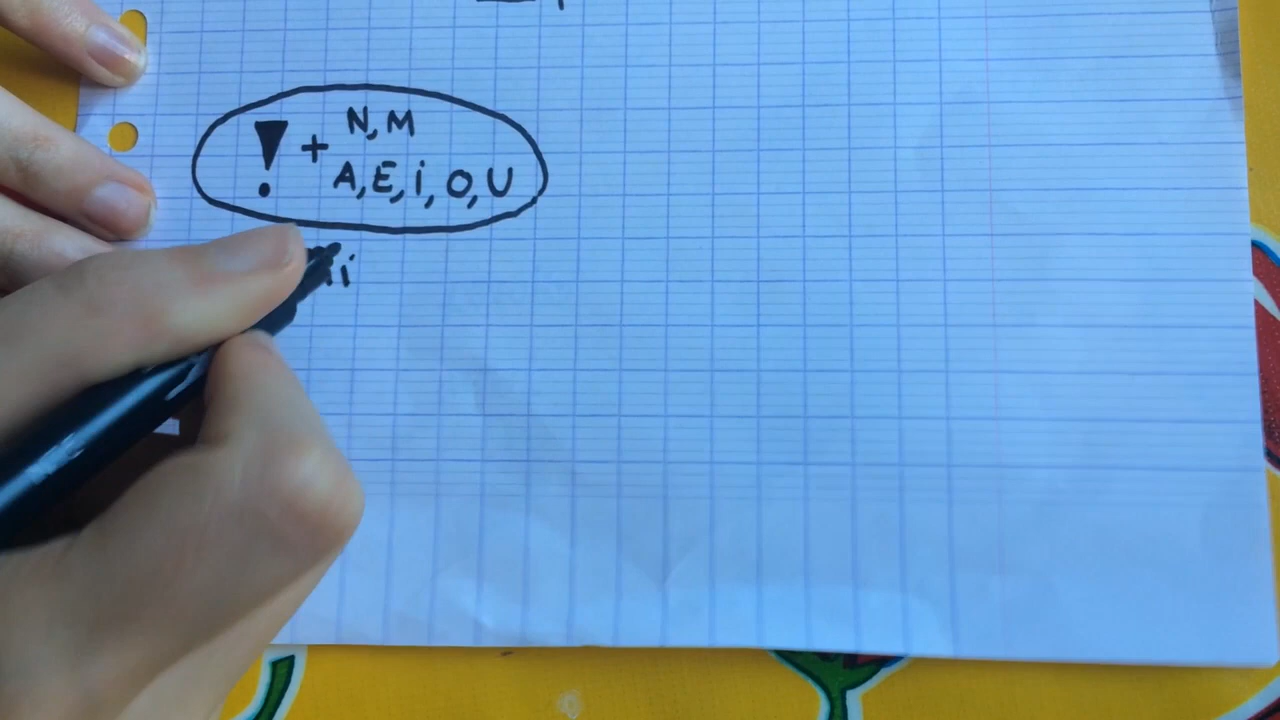 ! + N, M
A, E, i, O, U